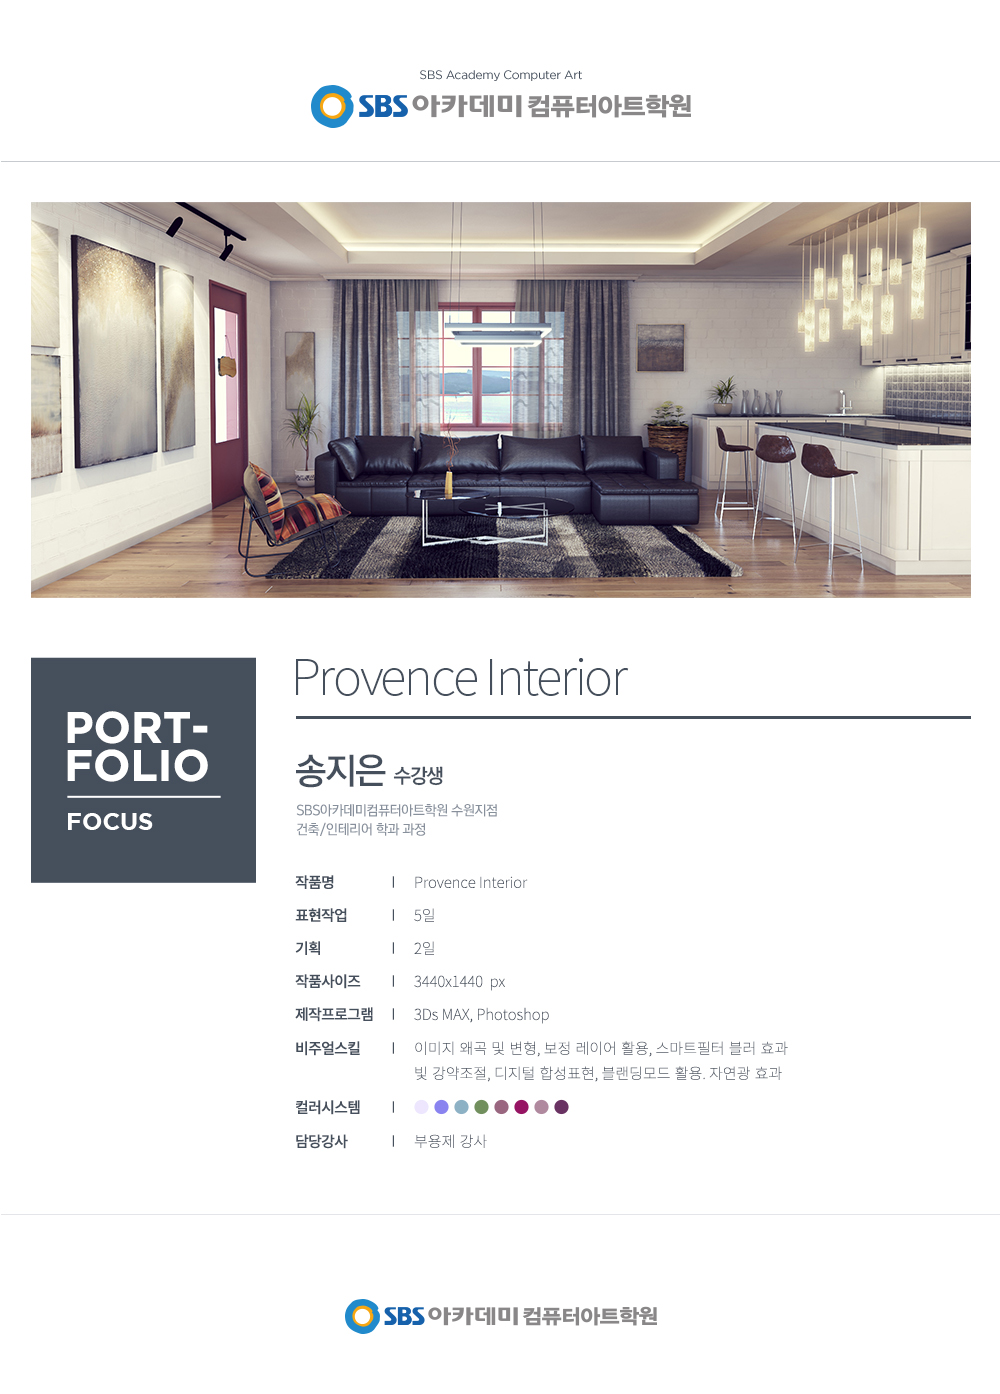 SBS Academy Computer Art
SBS 아카데미 컴퓨터아트학원
PORT-
FOLIO
FOCUS
Provence Interior
송지은 수강생
SBS아카데미컴퓨터아트학원 수원지점
건축/인테리어 학과 과정
작품명 | Provence Interior
표현작업 | 5일
기획 | 2일
작품사이즈 | 3440x1440 px
제작프로그램 | 3Ds MAX, Photoshop
비주얼스킬 | 이미지 왜곡 및 변형, 보정 레이어 활용, 스마트필터 블러 효과
빛 강약조절, 디지털 합성표현, 블랜딩모드 활용. 자연광 효과
컬러시스템 |
담당강사 | 부용제 강사
SBS 아카데미 컴퓨터아트학원